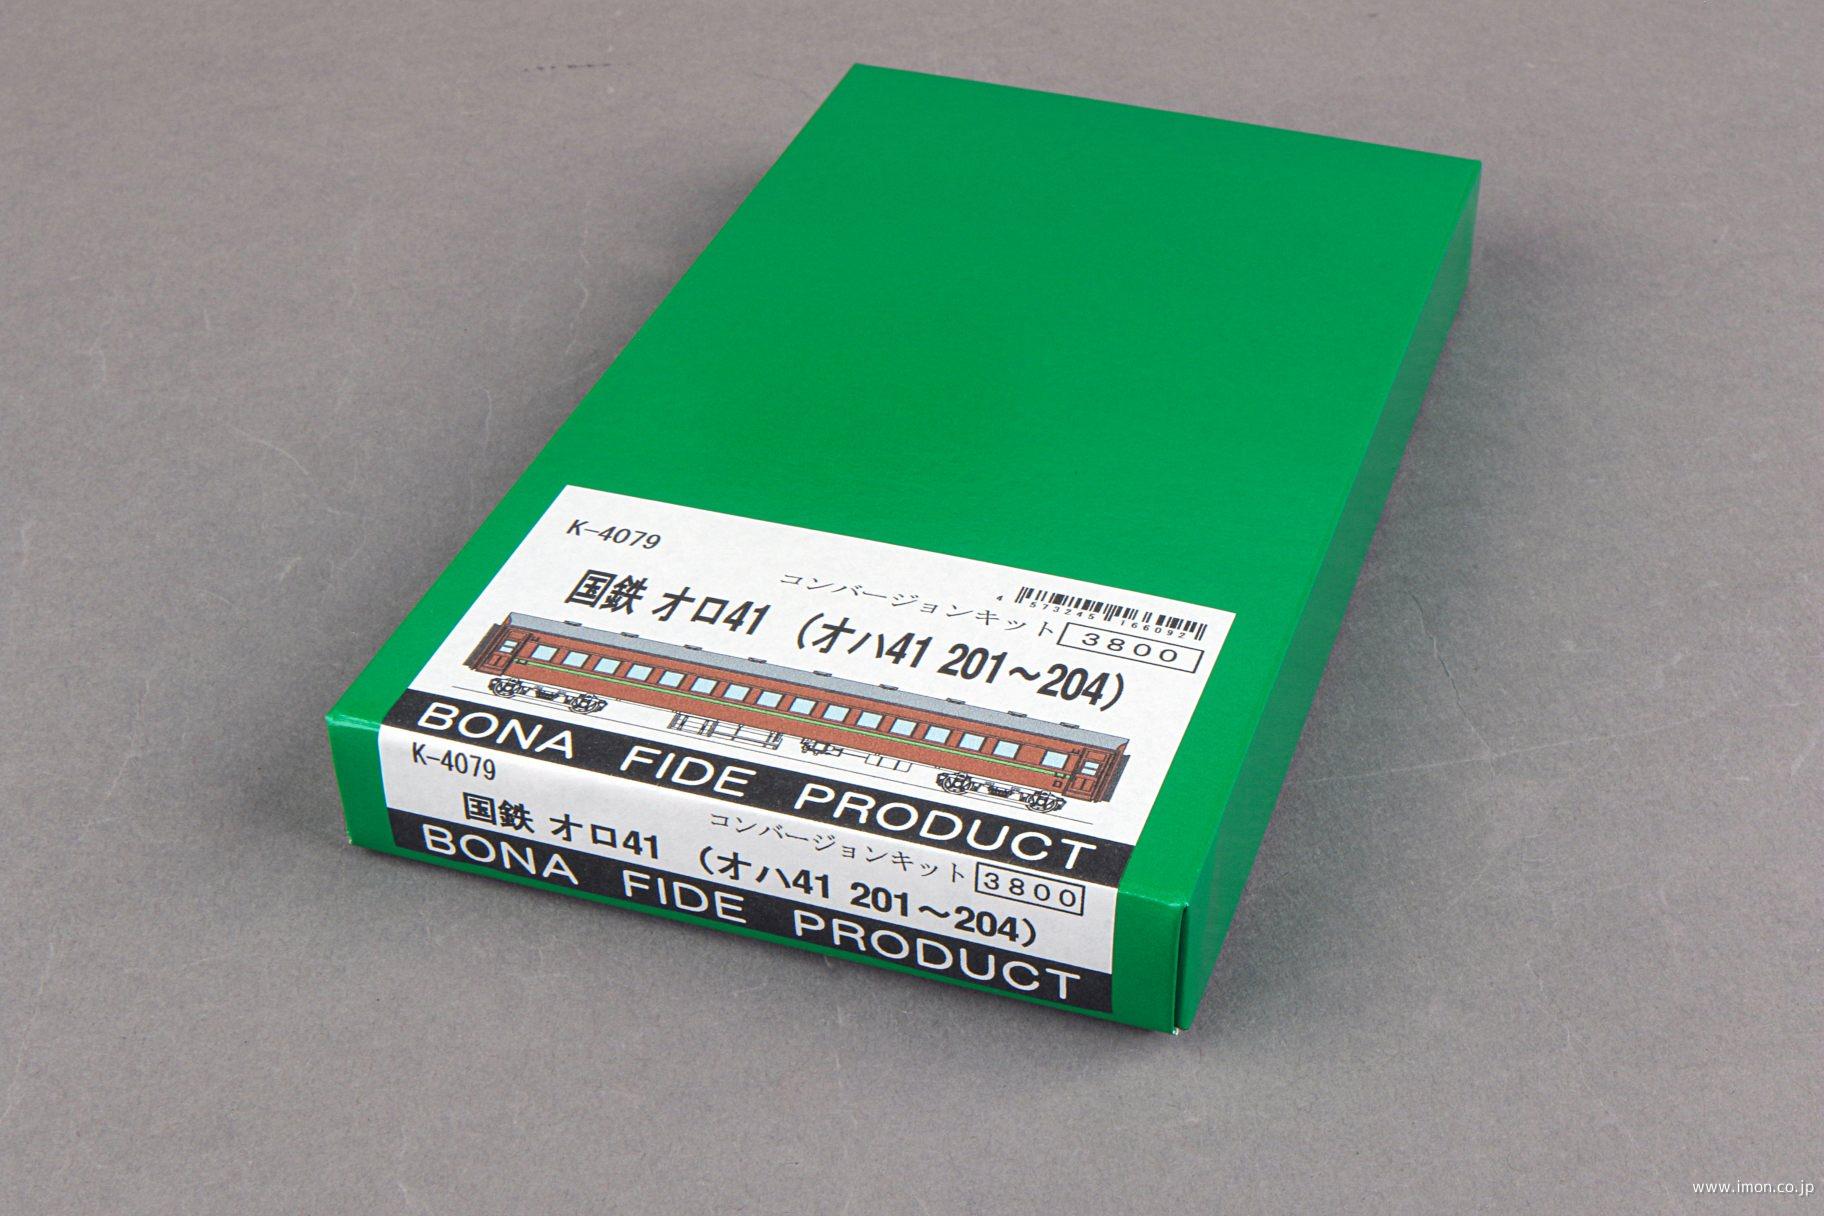 K-4079
コンバージョンキット
4 573245 166092
国鉄 オロ41 （オハ41 201～204）
3800
BONA FIDE PRODUCT
K-4079
コンバージョンキット
3800
国鉄 オロ41 （オハ41 201～204）
BONA FIDE PRODUCT
www.imon.co.jp